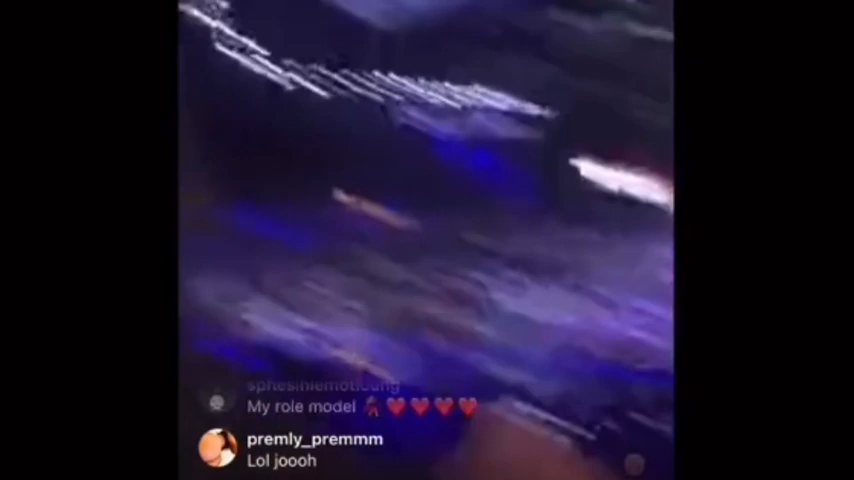 My role model 💃❤️❤️❤️❤️
premly_premmm
Lol joooh